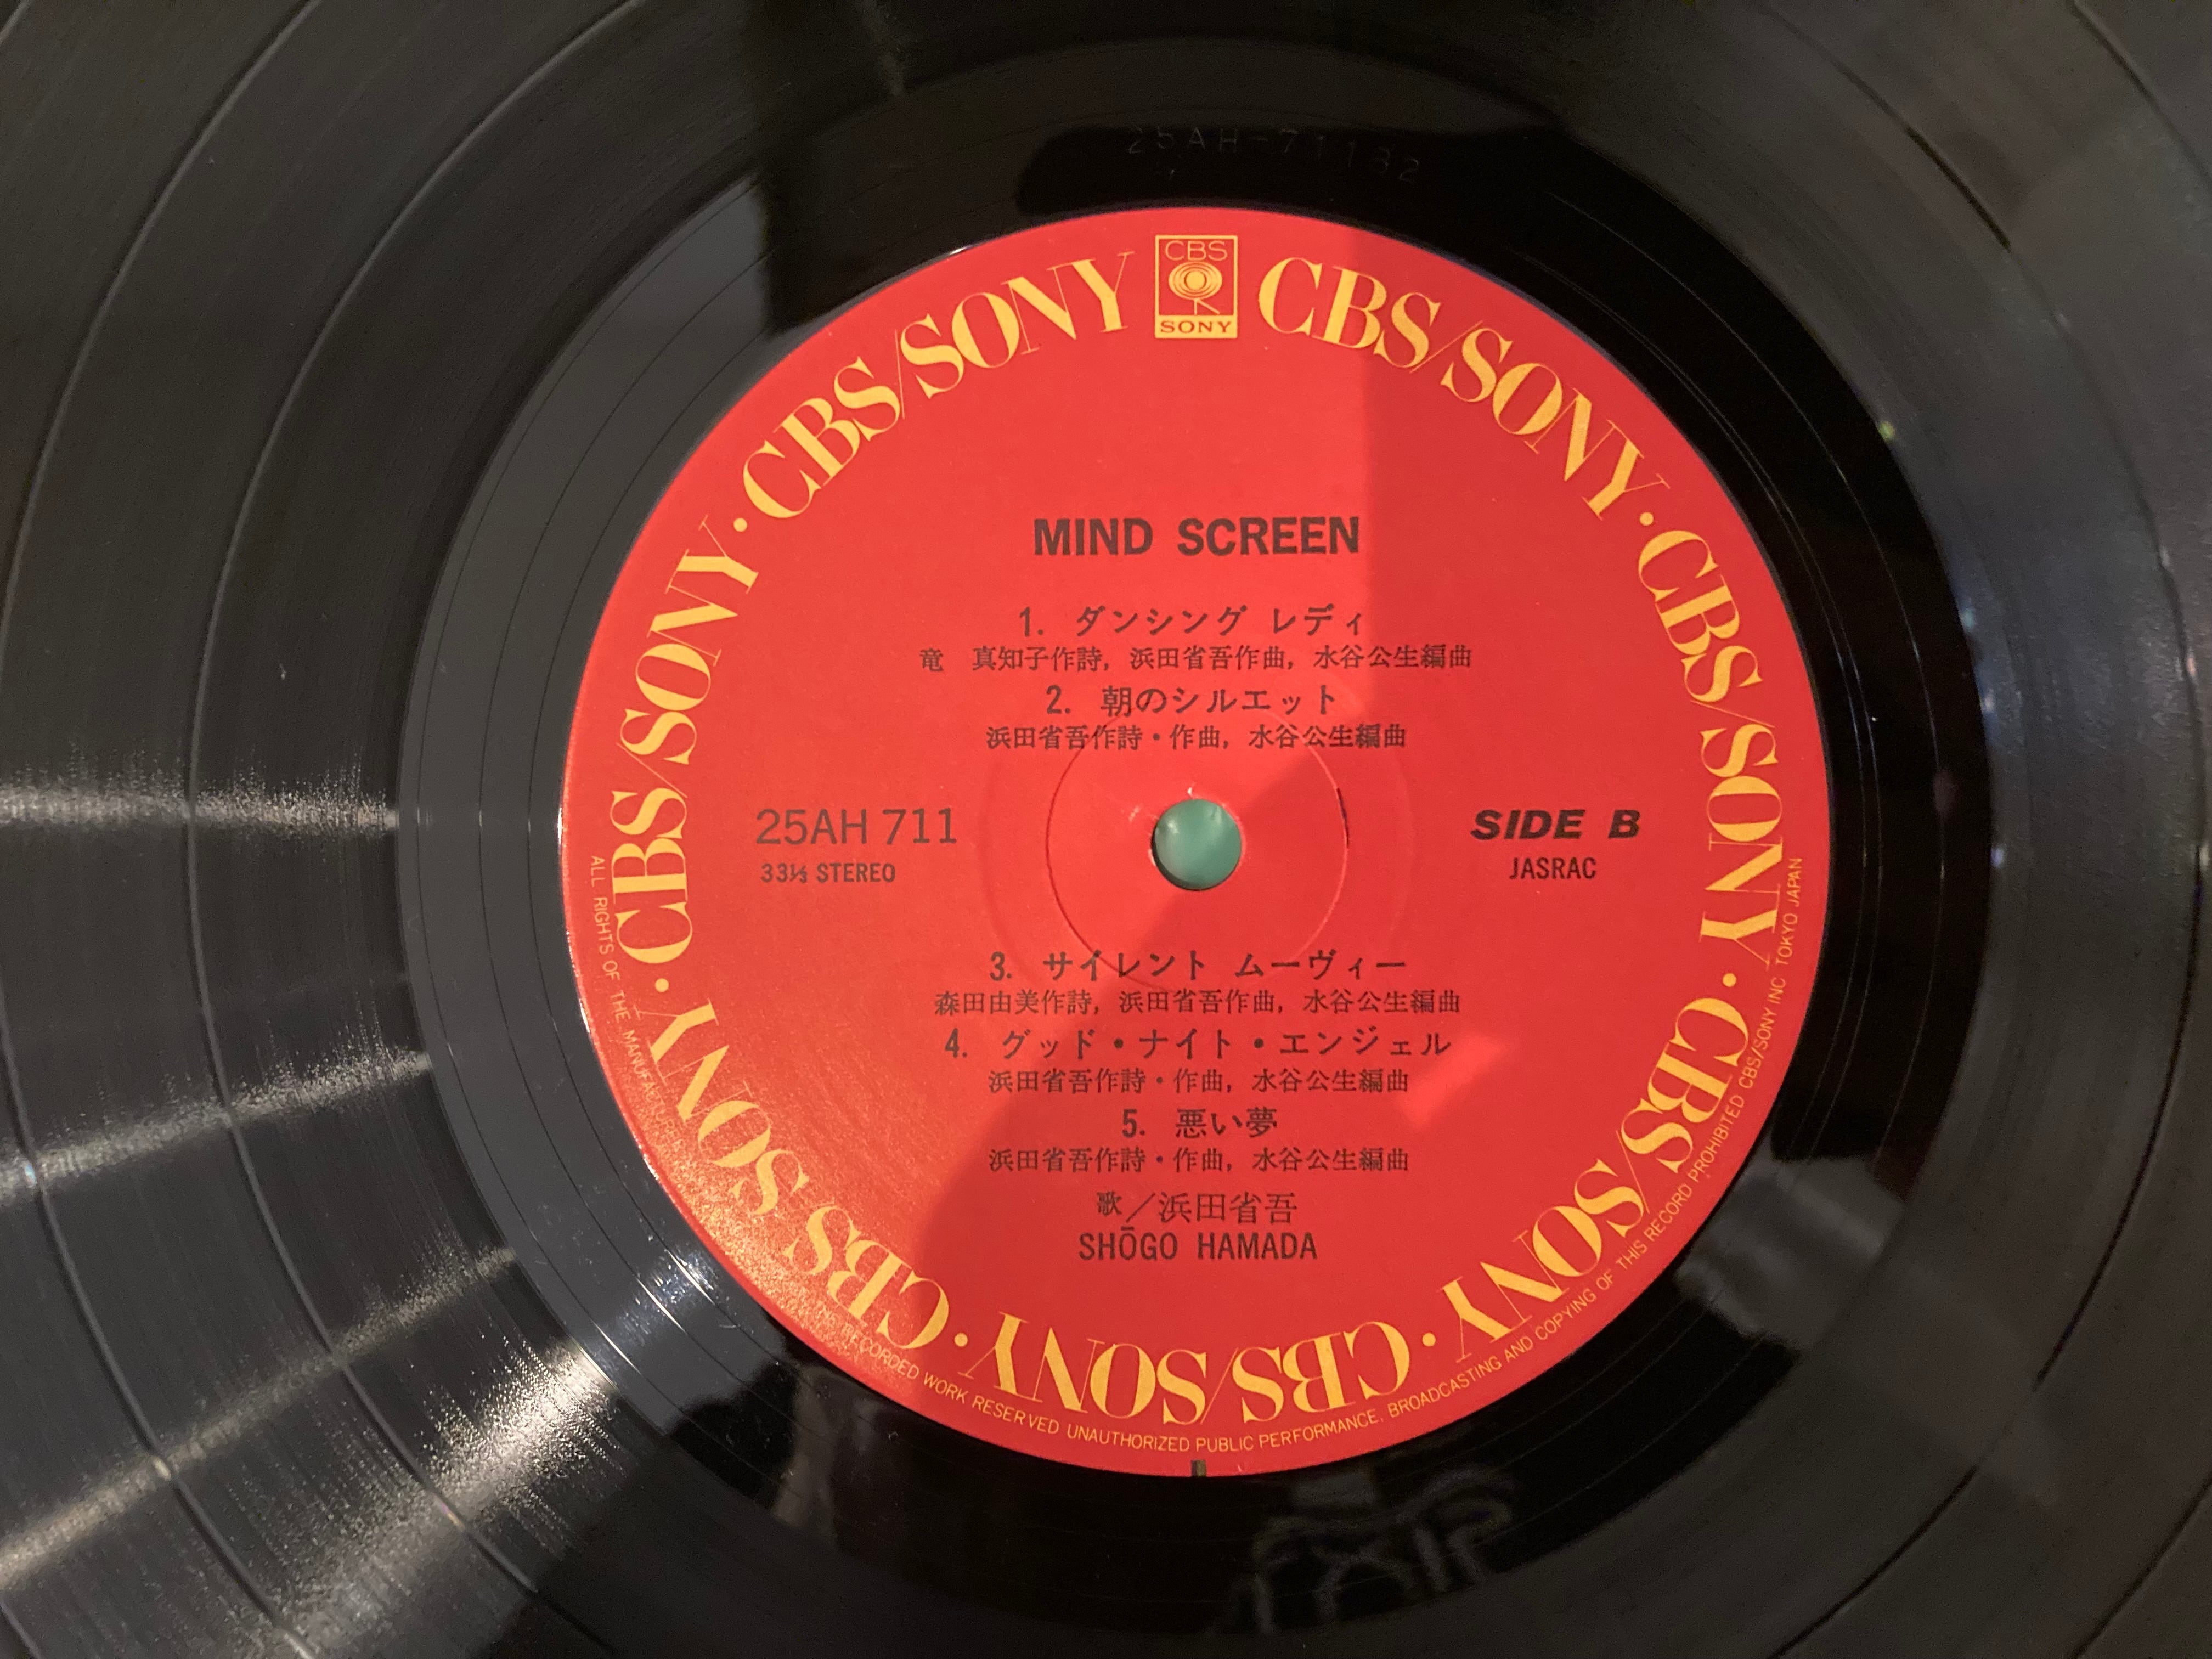 25AH-711B2
CBS
SONY
CBS/SONY · CBS/SONY · CBS/SONY · CBS/SONY · CBS/SONY · CBS/SONY · CBS/SONY · CBS/SONY
MIND SCREEN
1. ダンシング レディ
竜 真知子作詩, 浜田省吾作曲, 水谷公生編曲
2. 朝のシルエット
浜田省吾作詩・作曲, 水谷公生編曲
25AH 711
33⅓ STEREO
SIDE B
JASRAC
3. サイレント ムーヴィー
森田由美作詩, 浜田省吾作曲, 水谷公生編曲
4. グッド・ナイト・エンジェル
浜田省吾作詩・作曲, 水谷公生編曲
5. 悪い夢
浜田省吾作詩・作曲, 水谷公生編曲
歌/浜田省吾
SHŌGO HAMADA
ALL RIGHTS OF THE RECORDED WORK RESERVED UNAUTHORIZED PUBLIC PERFORMANCE, BROADCASTING AND COPYING OF THIS RECORD PROHIBITED CBS/SONY INC TOKYO JAPAN